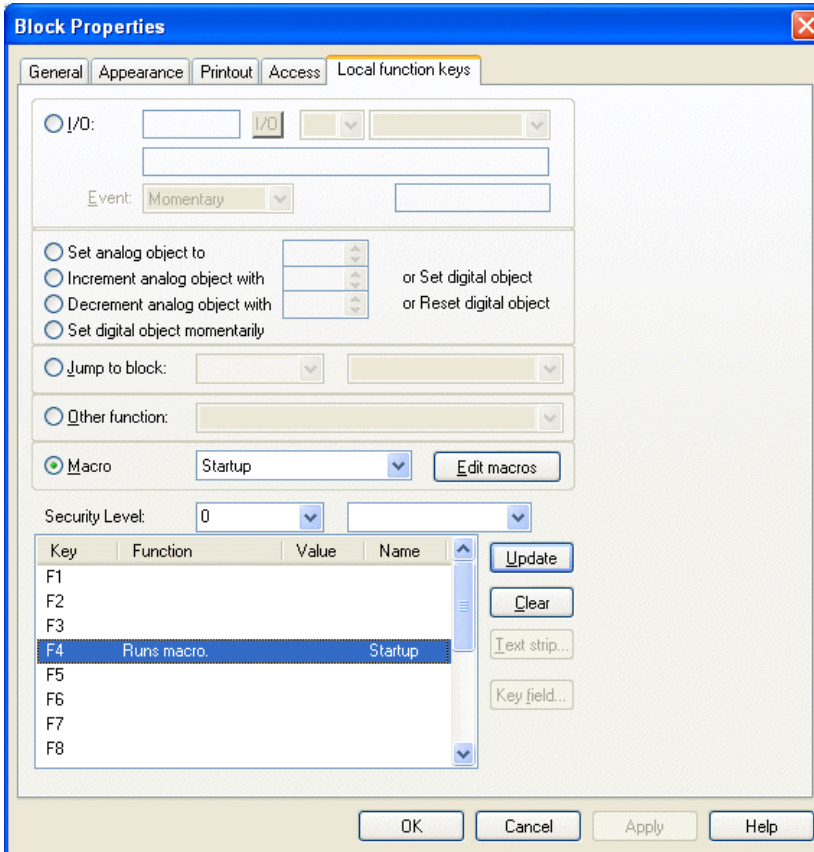 Block Properties
General Appearance Printout Access Local function keys
I/O: I/O
Event: Momentary
Set analog object to
Increment analog object with or Set digital object
Decrement analog object with or Reset digital object
Set digital object momentarily
Jump to block:
Other function:
Macro Startup Edit macros
Security Level: 0
Key Function Value Name
Update
F1
F2
Clear
F3
F4 Runs macro. Startup
Text strip...
F5
F6
Key field...
F7
F8
OK Cancel Apply Help